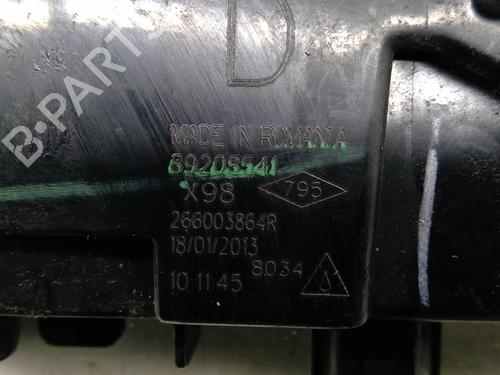 B-PARTS
D
MADE IN ROMANIA
89208541
X98 795
266003864R
18/01/2013
10:11:45 8034